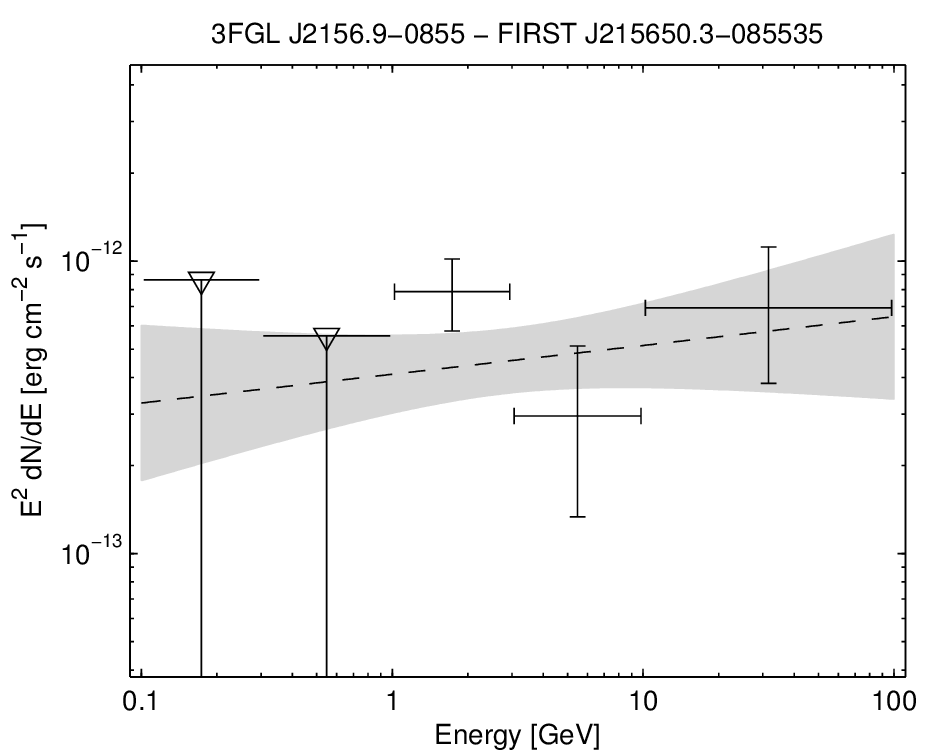 3FGL J2156.9−0855 − FIRST J215650.3−085535
E² dN/dE [erg cm⁻² s⁻¹]
10⁻¹²
10⁻¹³
0.1 1 10 100
Energy [GeV]